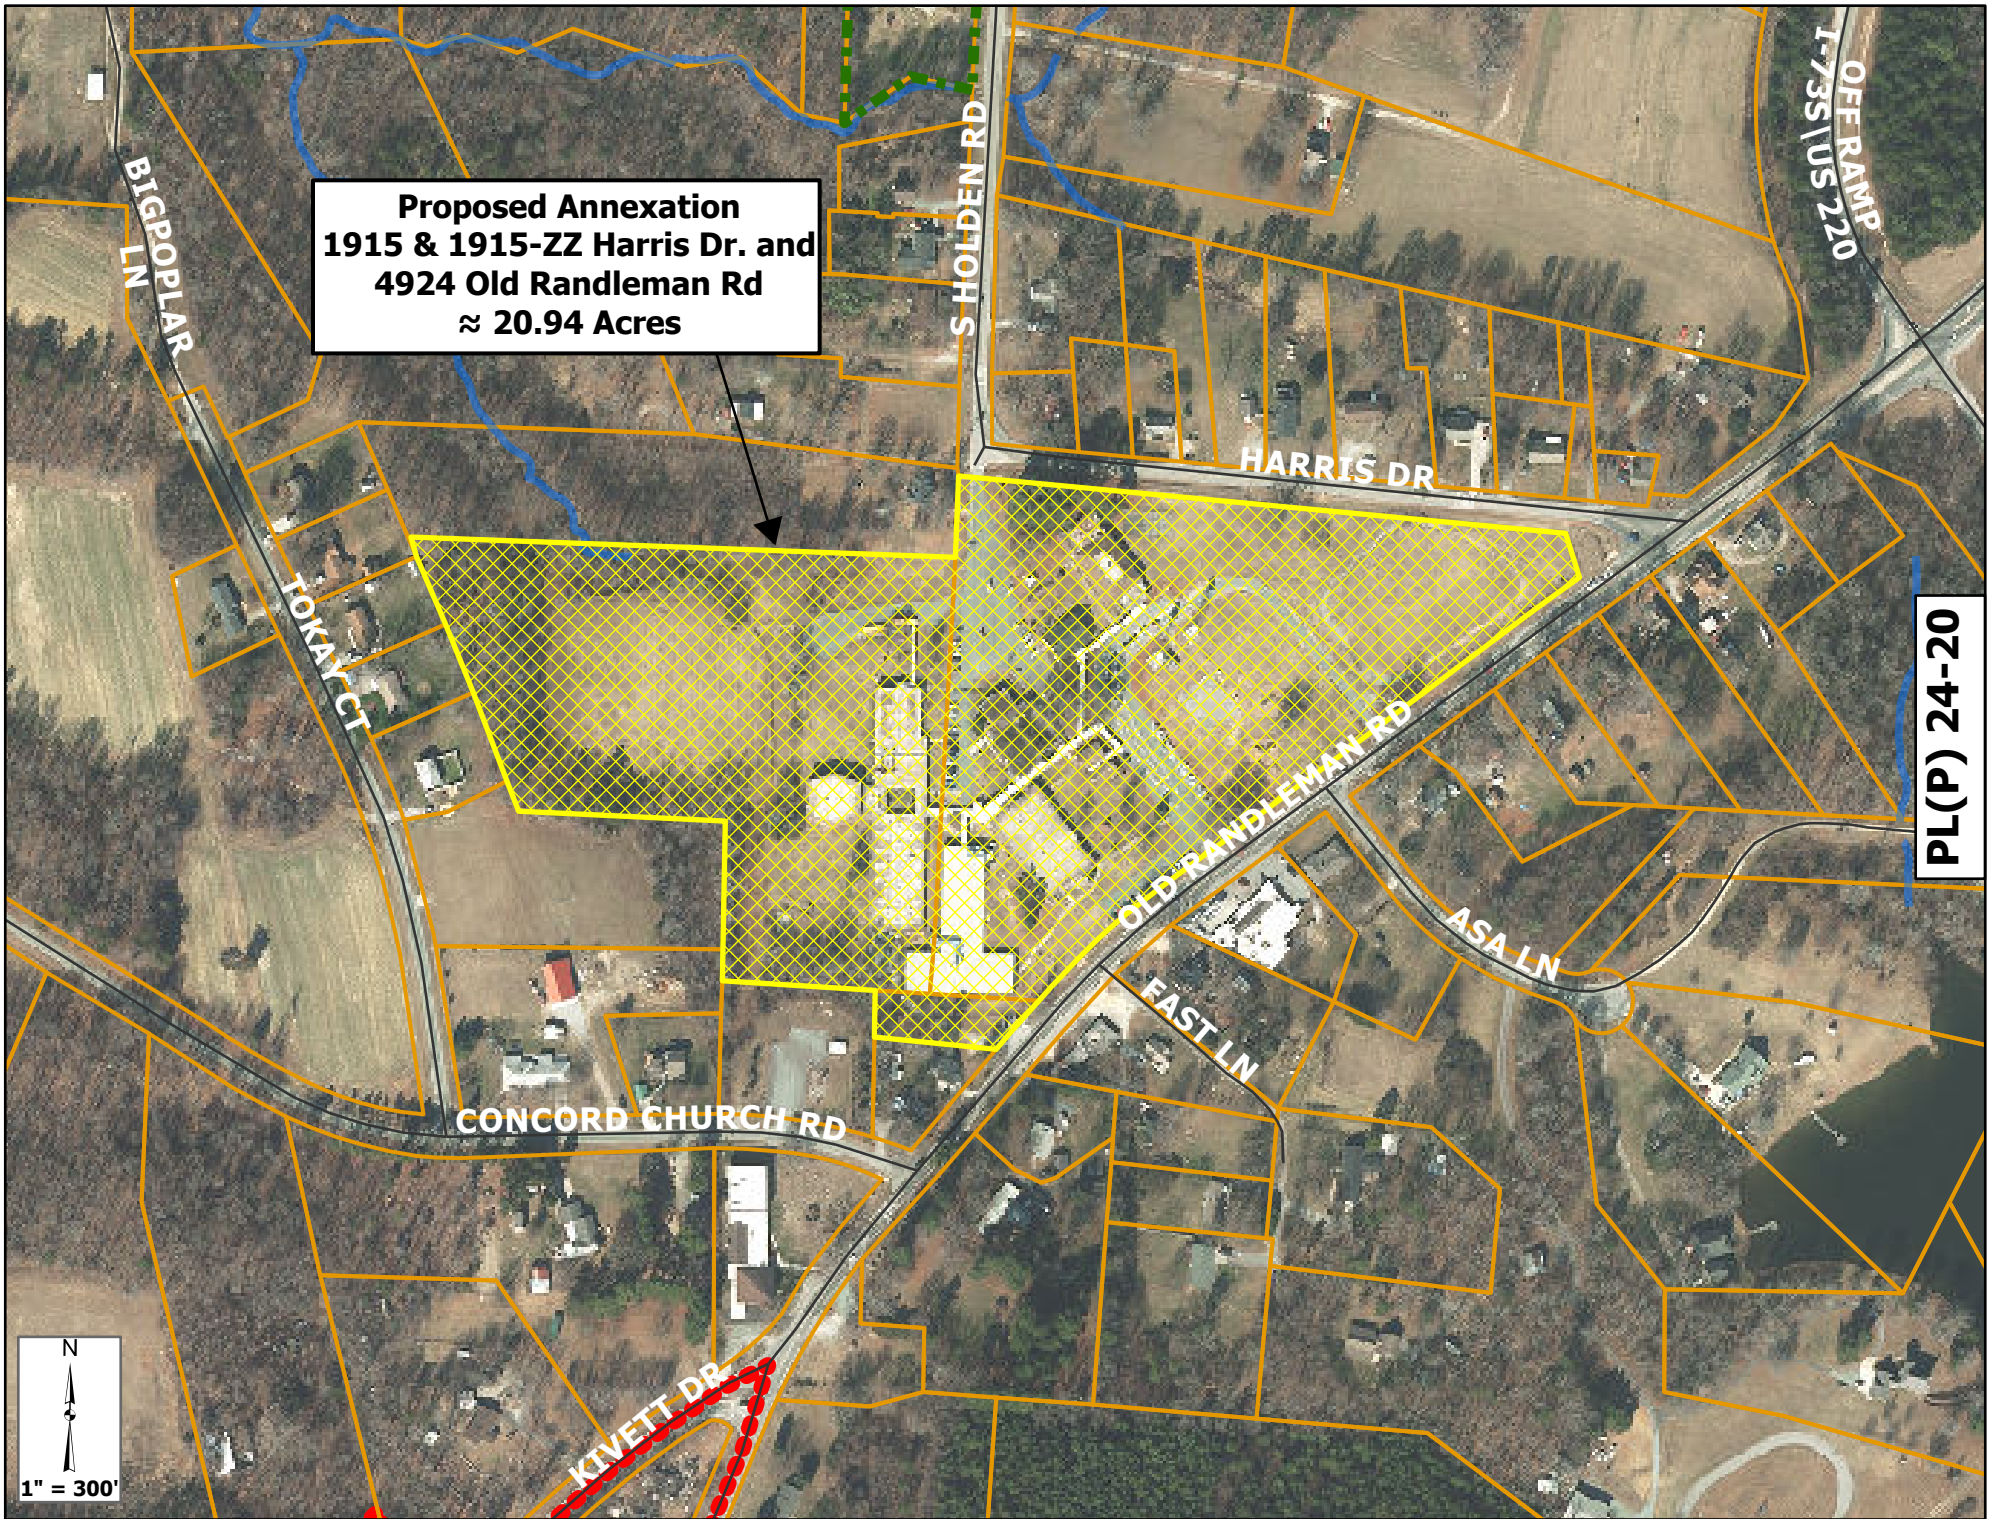 OFF RAMP
I-73S\US 220
S HOLDEN RD
BIGPOPLAR
LN
Proposed Annexation
1915 & 1915-ZZ Harris Dr. and
4924 Old Randleman Rd
≈ 20.94 Acres
HARRIS DR
TOKAY CT
PL(P) 24-20
OLD RANDLEMAN RD
ASA LN
FAST LN
CONCORD CHURCH RD
KIVETT DR
N
1" = 300'